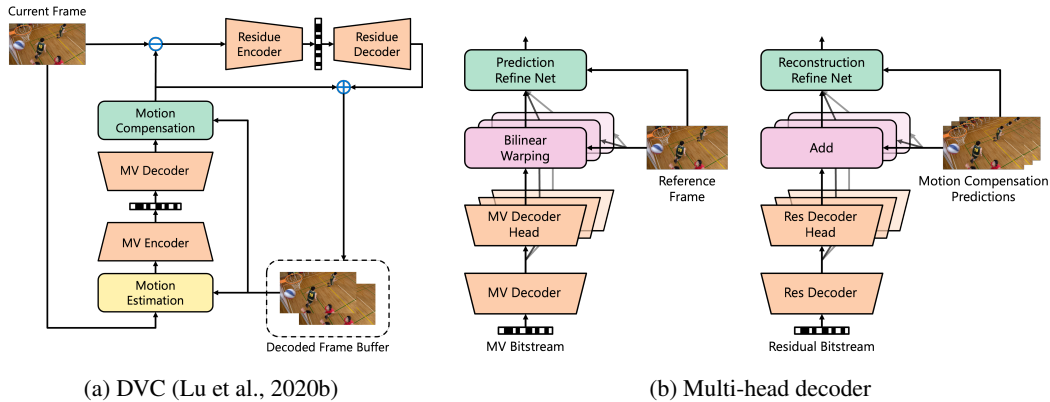 Current Frame
Residue
Encoder
Residue
Decoder
Motion
Compensation
MV Decoder
MV Encoder
Motion
Estimation
Decoded Frame Buffer
(a) DVC (Lu et al., 2020b)
Prediction
Refine Net
Bilinear
Warping
Reference
Frame
MV Decoder
Head
MV Decoder
MV Bitstream
Reconstruction
Refine Net
Add
Motion Compensation
Predictions
Res Decoder
Head
Res Decoder
Residual Bitstream
(b) Multi-head decoder